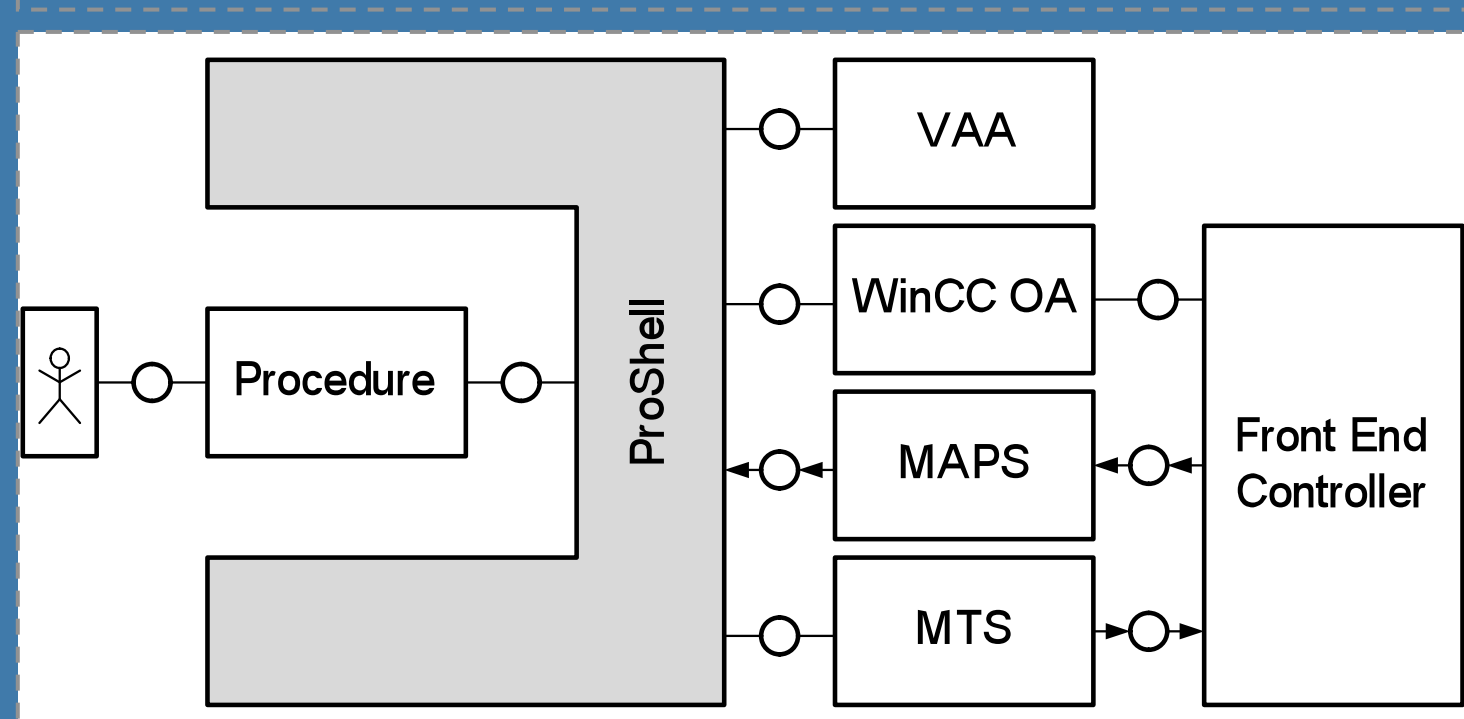 VAA
WinCC OA
Procedure
ProShell
MAPS
Front End
Controller
MTS